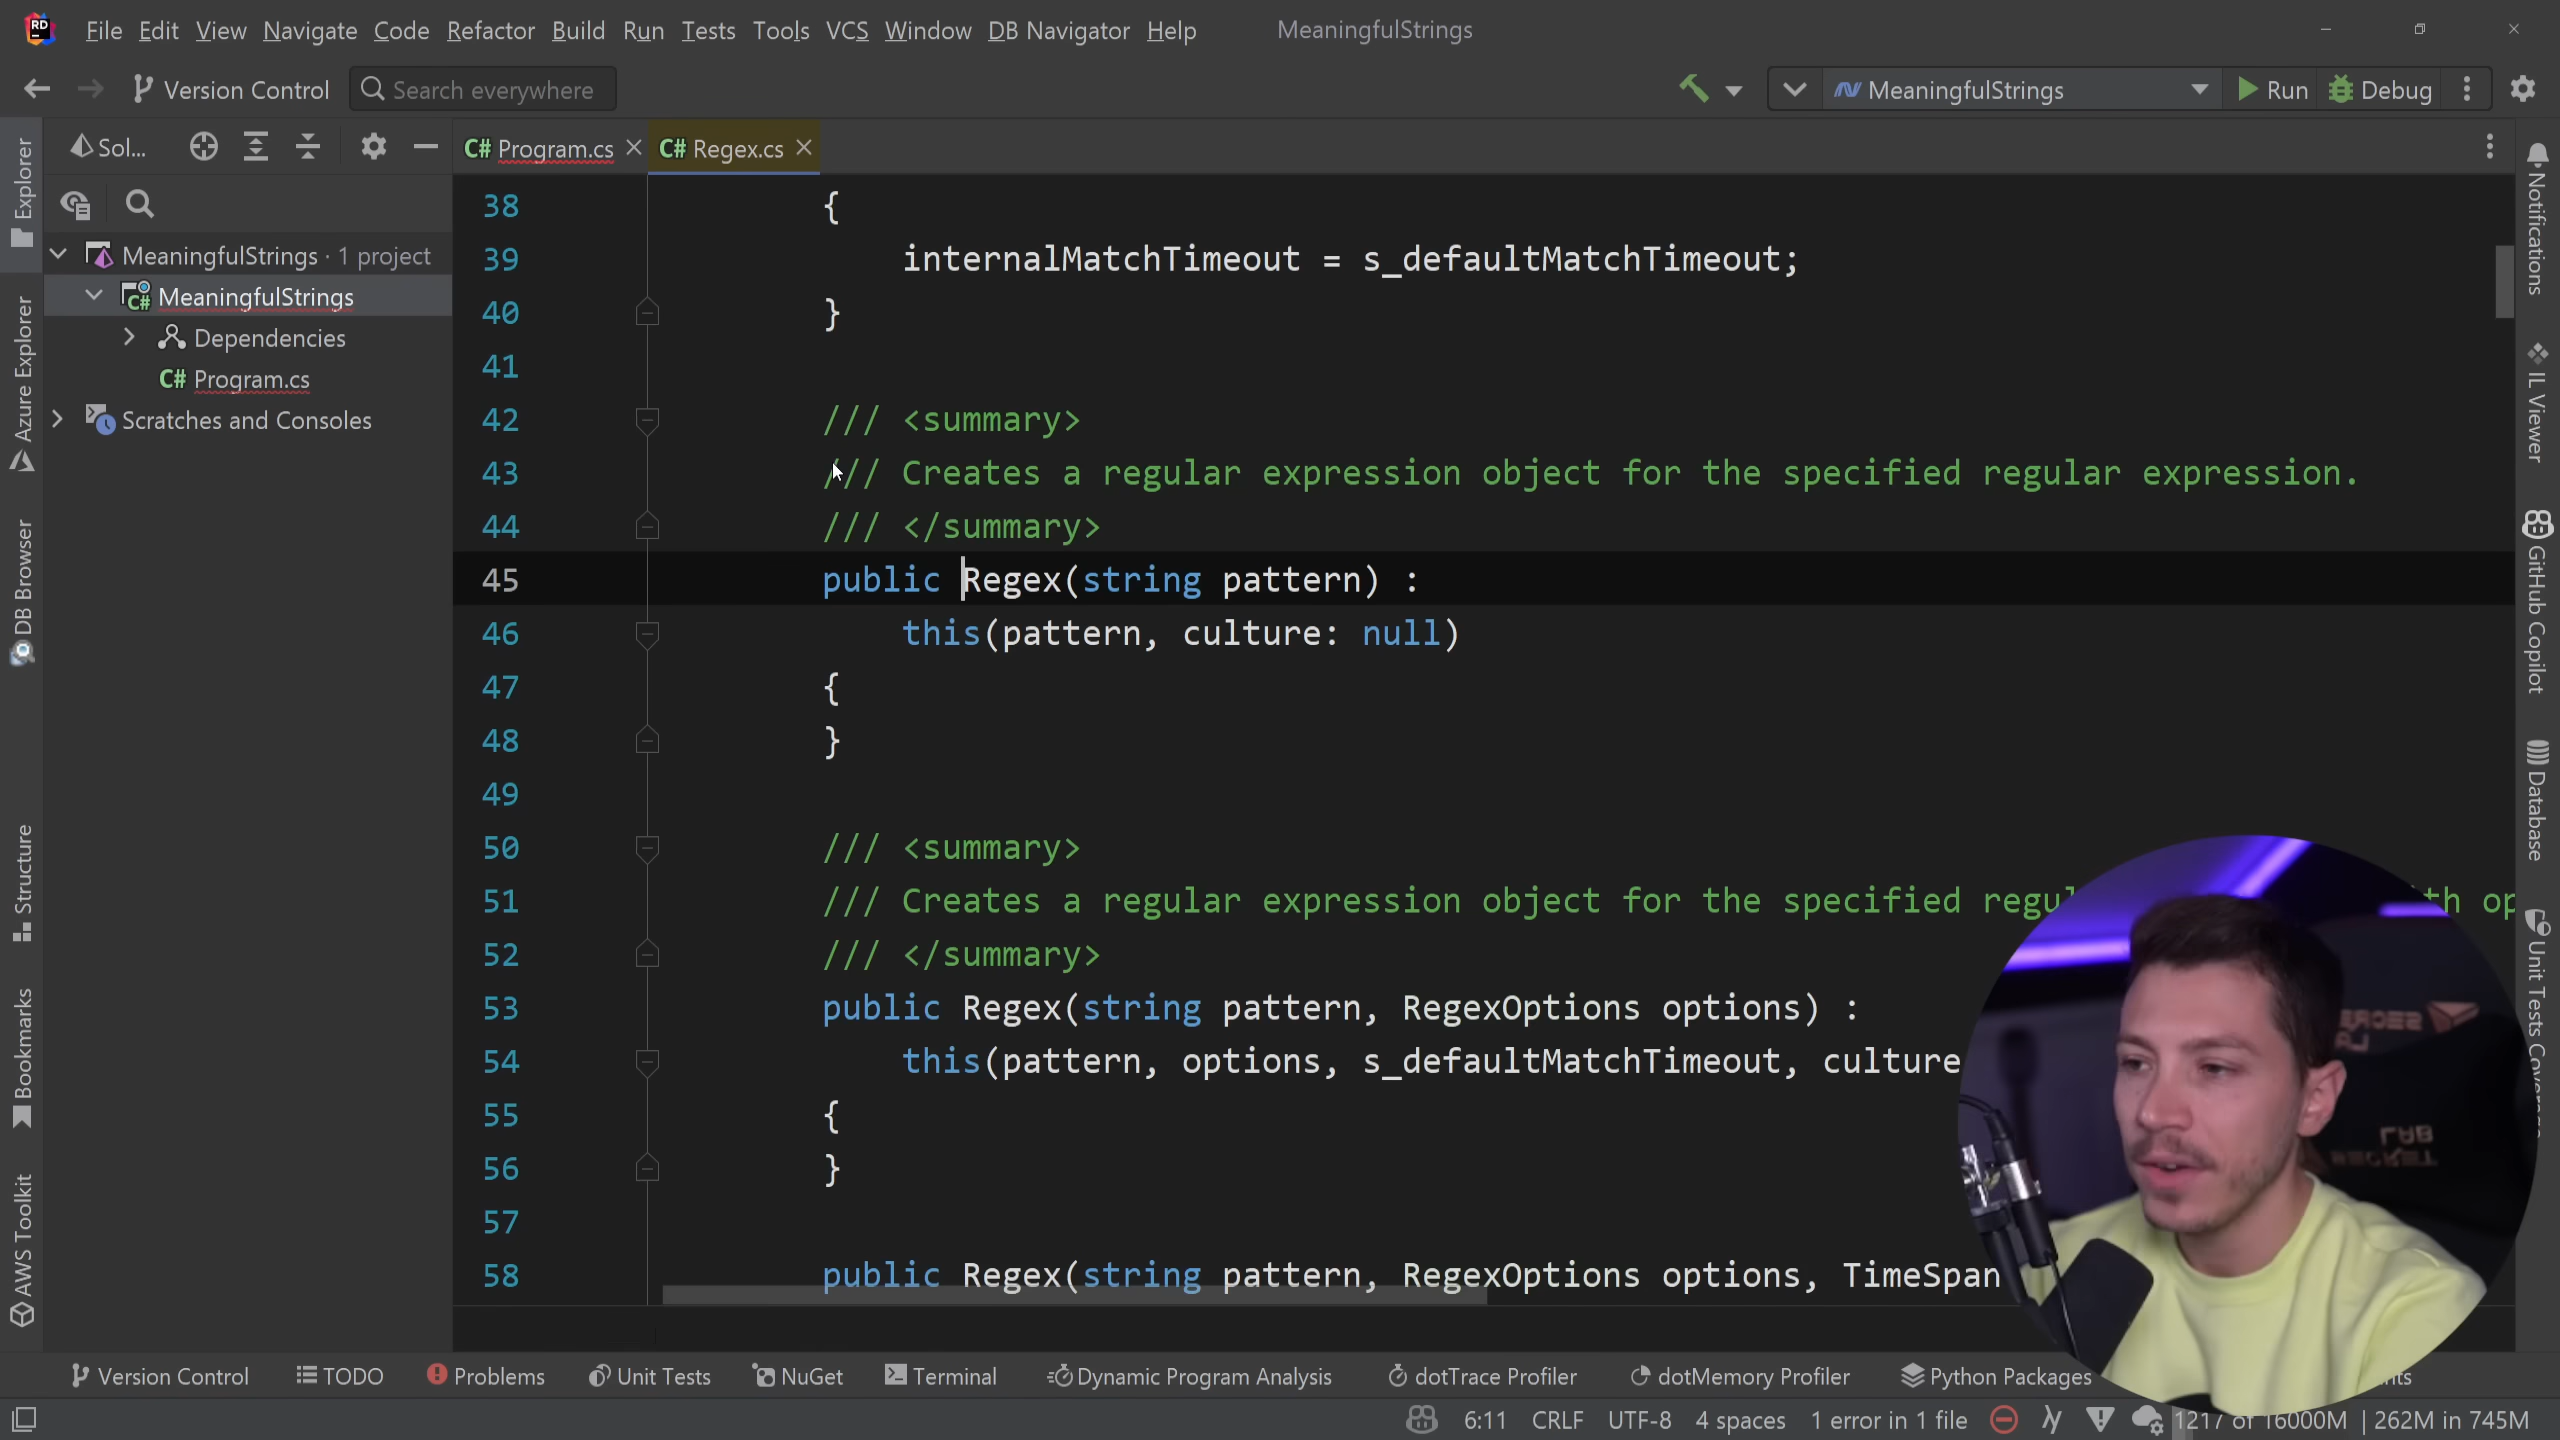 RD File Edit View Navigate Code Refactor Build Run Tests Tools VCS Window DB Navigator Help MeaningfulStrings
Version Control Search everywhere MeaningfulStrings Run Debug
Sol... C# Program.cs C# Regex.cs
MeaningfulStrings · 1 project
C# MeaningfulStrings
Dependencies
C# Program.cs
Scratches and Consoles
Explorer
Azure Explorer
DB Browser
Structure
Bookmarks
AWS Toolkit
38 {
39 internalMatchTimeout = s_defaultMatchTimeout;
40 }
41
42 /// <summary>
43 /// Creates a regular expression object for the specified regular expression.
44 /// </summary>
45 public Regex(string pattern) :
46 this(pattern, culture: null)
47 {
48 }
49
50 /// <summary>
51 /// Creates a regular expression object for the specified
52 /// </summary>
53 public Regex(string pattern, RegexOptions options) :
54 this(pattern, options, s_defaultMatchTimeout, culture
55 {
56 }
57
58 public Regex(string pattern, RegexOptions options, TimeSpan
Notifications
IL Viewer
GitHub Copilot
Database
Unit Tests
SECRET
LAB
Version Control TODO Problems Unit Tests NuGet Terminal Dynamic Program Analysis dotTrace Profiler dotMemory Profiler Python Packages
6:11 CRLF UTF-8 4 spaces 1 error in 1 file 1217 of 16000M | 262M in 745M